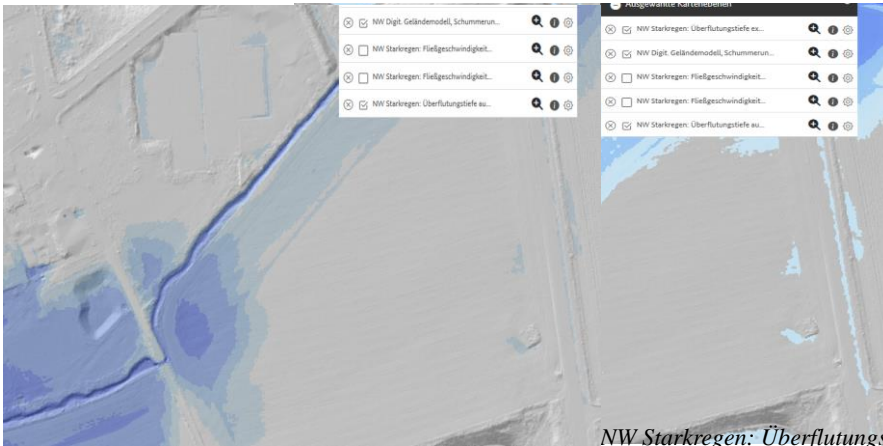 NW Digit. Geländemodell, Schummerun...
NW Starkregen: Fließgeschwindigkeit...
NW Starkregen: Fließgeschwindigkeit...
NW Starkregen: Überflutungstiefe au...
Ausgewählte Kartenebenen
NW Starkregen: Überflutungstiefe ex...
NW Digit. Geländemodell, Schummerun...
NW Starkregen: Fließgeschwindigkeit...
NW Starkregen: Fließgeschwindigkeit...
NW Starkregen: Überflutungstiefe au...
NW Starkregen: Überflutungs